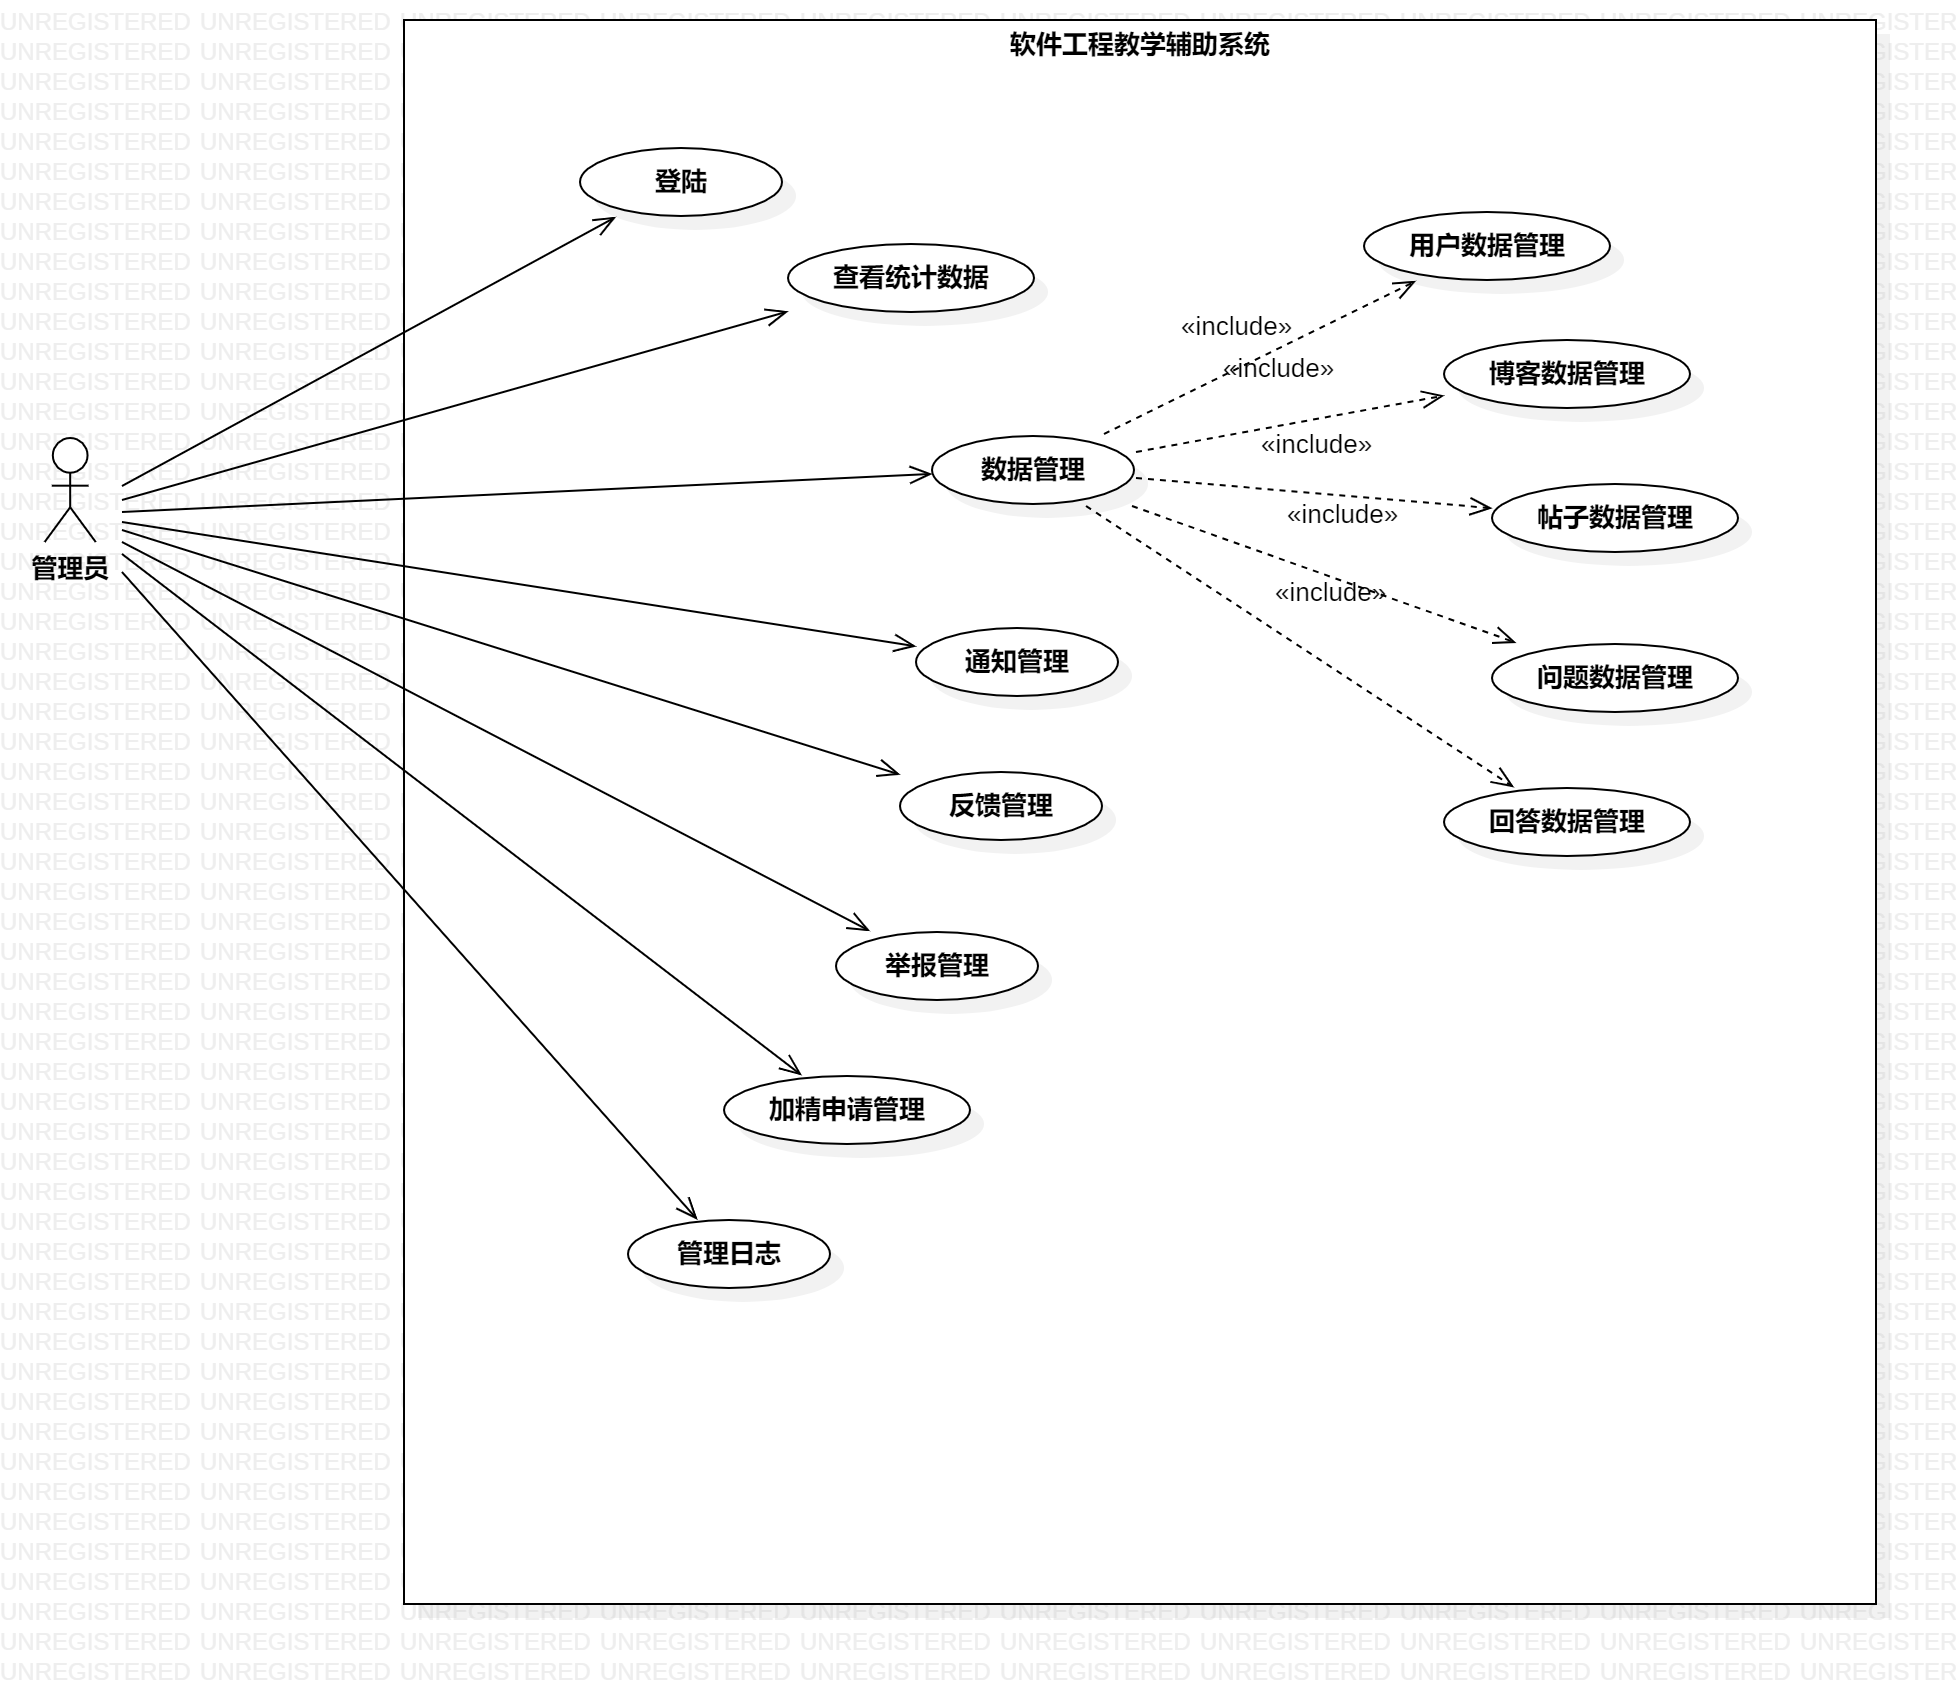 软件工程教学辅助系统
登陆
用户数据管理
查看统计数据
«include»
«include»
博客数据管理
«include»
数据管理
«include»
帖子数据管理
管理员
«include»
通知管理
问题数据管理
反馈管理
回答数据管理
举报管理
加精申请管理
管理日志
UNREGISTERED